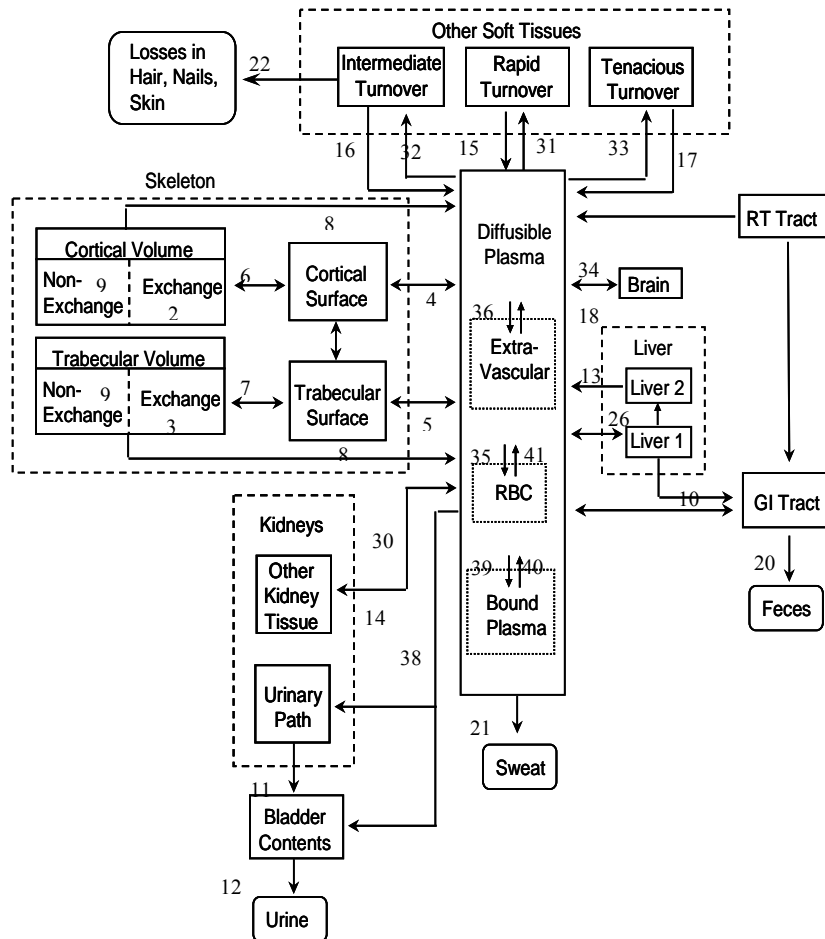 Other Soft Tissues
Losses in
Hair, Nails,
Skin
22
Intermediate
Turnover
Rapid
Turnover
Tenacious
Turnover
16
32
15
31
33
17
Skeleton
8
Cortical Volume
Non-
Exchange
9
Exchange
2
6
Cortical
Surface
4
Trabecular Volume
Non-
Exchange
9
Exchange
3
7
Trabecular
Surface
5
8
Diffusible
Plasma
36
Extra-
Vascular
35
41
RBC
39
40
Bound
Plasma
RT Tract
34
Brain
18
Liver
13
Liver 2
26
Liver 1
10
GI Tract
20
Feces
Kidneys
30
Other
Kidney
Tissue
14
38
Urinary
Path
21
Sweat
11
Bladder
Contents
12
Urine